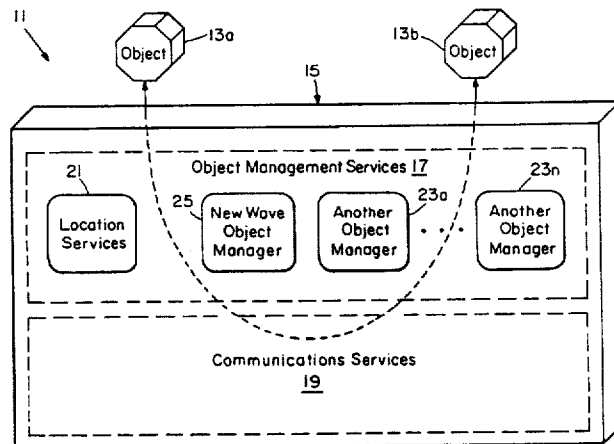 11
Object
13a
13b
Object
15
Object Management Services 17
21
Location
Services
25
New Wave
Object
Manager
Another
Object
Manager
23a
. . .
23n
Another
Object
Manager
Communications Services
19